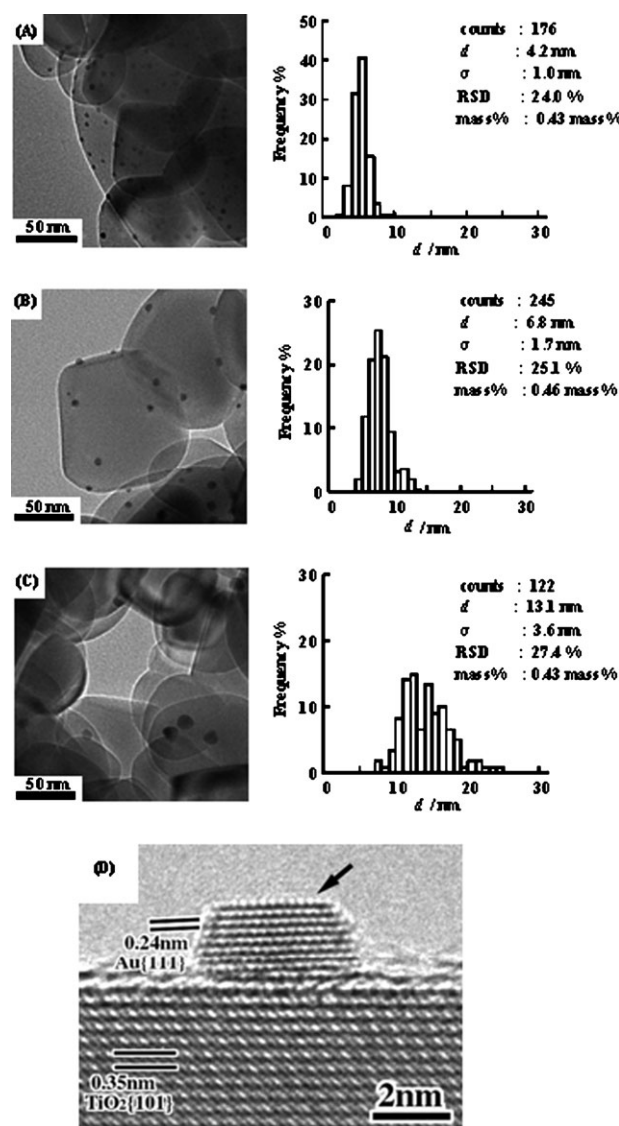 (A)
50 nm
Frequency %
50
40
30
20
10
0
0 10 20 30
d /nm
counts : 176
d : 4.2 nm
σ : 1.0 nm
RSD : 24.0 %
mass% : 0.43 mass%
(B)
50 nm
Frequency %
30
20
10
0
0 10 20 30
d /nm
counts : 245
d : 6.8 nm
σ : 1.7 nm
RSD : 25.1 %
mass% : 0.46 mass%
(C)
50 nm
Frequency %
30
20
10
0
0 10 20 30
d /nm
counts : 122
d : 13.1 nm
σ : 3.6 nm
RSD : 27.4 %
mass% : 0.43 mass%
(D)
0.24nm
Au{111}
0.35nm
TiO₂{101}
2nm